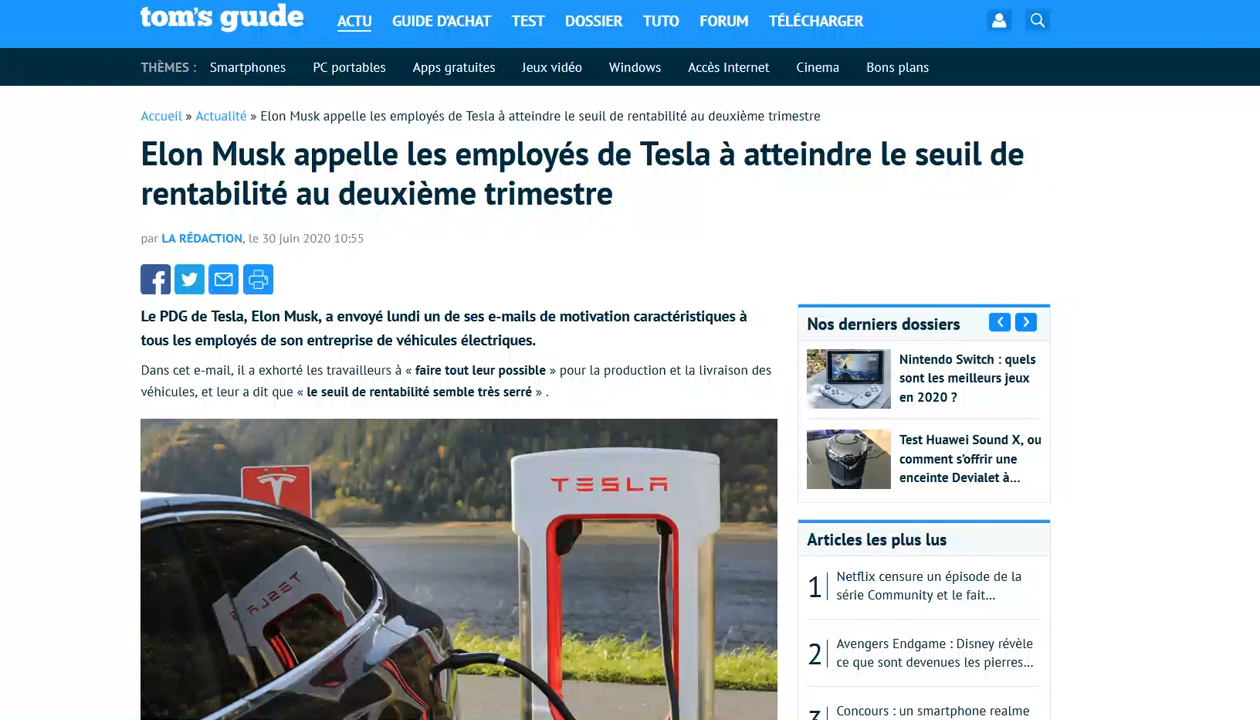 tom's guide
ACTU GUIDE D'ACHAT TEST DOSSIER TUTO FORUM TÉLÉCHARGER
THÈMES : Smartphones PC portables Apps gratuites Jeux vidéo Windows Accès Internet Cinema Bons plans
Accueil » Actualité » Elon Musk appelle les employés de Tesla à atteindre le seuil de rentabilité au deuxième trimestre
Elon Musk appelle les employés de Tesla à atteindre le seuil de
rentabilité au deuxième trimestre
par LA RÉDACTION, le 30 juin 2020 10:55
Le PDG de Tesla, Elon Musk, a envoyé lundi un de ses e-mails de motivation caractéristiques à
tous les employés de son entreprise de véhicules électriques.
Dans cet e-mail, il a exhorté les travailleurs à « faire tout leur possible » pour la production et la livraison des
véhicules, et leur a dit que « le seuil de rentabilité semble très serré » .
TESLA
TESLA
Nos derniers dossiers
Nintendo Switch : quels
sont les meilleurs jeux
en 2020 ?
Test Huawei Sound X, ou
comment s'offrir une
enceinte Devialet à...
Articles les plus lus
1 Netflix censure un épisode de la
série Community et le fait...
2 Avengers Endgame : Disney révèle
ce que sont devenues les pierres...
3 Concours : un smartphone realme